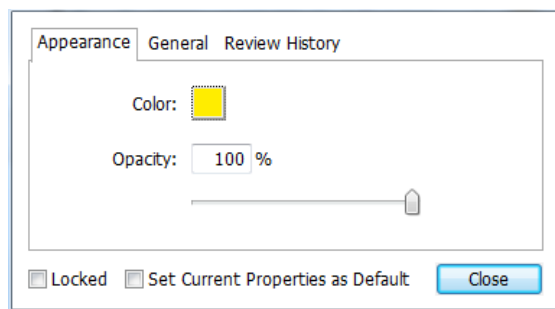 Appearance General Review History
Color:
Opacity: 100 %
Locked Set Current Properties as Default Close